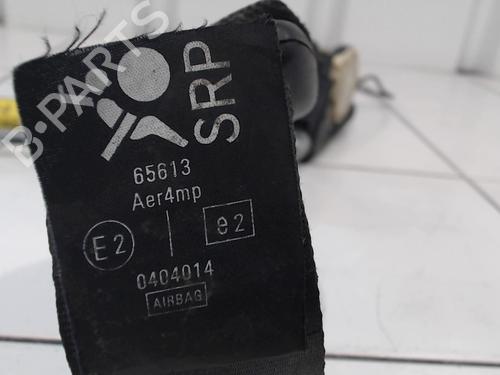 B-PARTS
SRP
65613
Aer4mp
E2 e2
0404014
AIRBAG